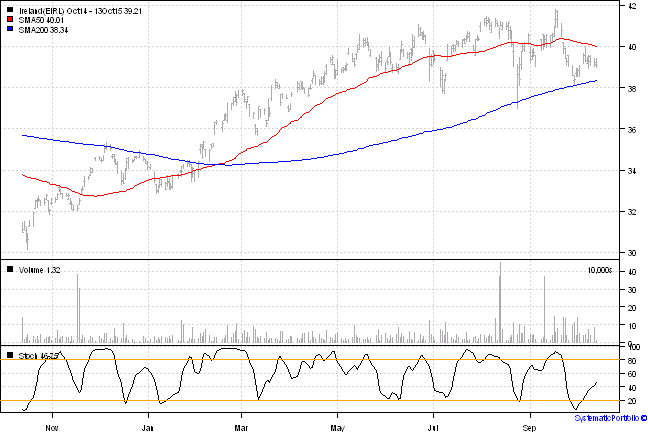 Ireland(EIRL) Oct14 - 13Oct15 39.21
SMA50 40.01
SMA200 38.34
42
40
38
36
34
32
30
Volume 1.32
10,000s
40
30
20
10
0
100
80
60
40
20
Nov Jan Mar May Jul Sep
SystematicPortfolio ©